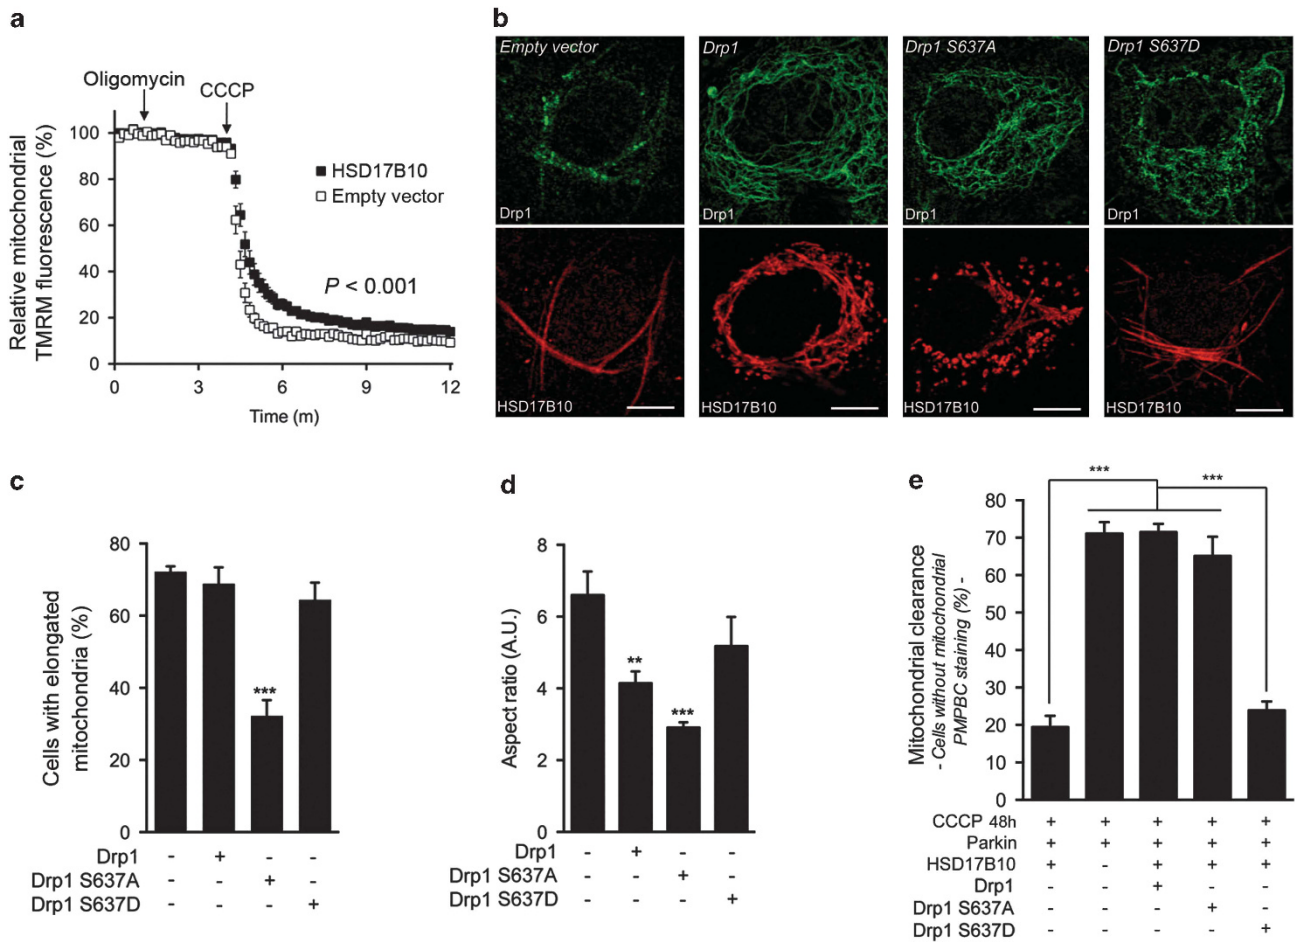 a
Oligomycin
CCCP
Relative mitochondrial
TMRM fluorescence (%)
100
80
60
40
20
0
HSD17B10
Empty vector
P < 0.001
0 3 6 9 12
Time (m)
b
Empty vector Drp1 Drp1 S637A Drp1 S637D
Drp1 Drp1 Drp1 Drp1
HSD17B10 HSD17B10 HSD17B10 HSD17B10
c
Cells with elongated
mitochondria (%)
80
60
40
20
0
***
Drp1 - + - -
Drp1 S637A - - + -
Drp1 S637D - - - +
d
Aspect ratio (A.U.)
8
6
4
2
0
**
***
Drp1 - + - -
Drp1 S637A - - + -
Drp1 S637D - - - +
e
Mitochondrial clearance
- Cells without mitochondrial
PMPBC staining (%) -
80
70
60
50
40
30
20
10
0
***
***
CCCP 48h + + + + +
Parkin + + + + +
HSD17B10 + - + + +
Drp1 - - + - -
Drp1 S637A - - - + -
Drp1 S637D - - - - +